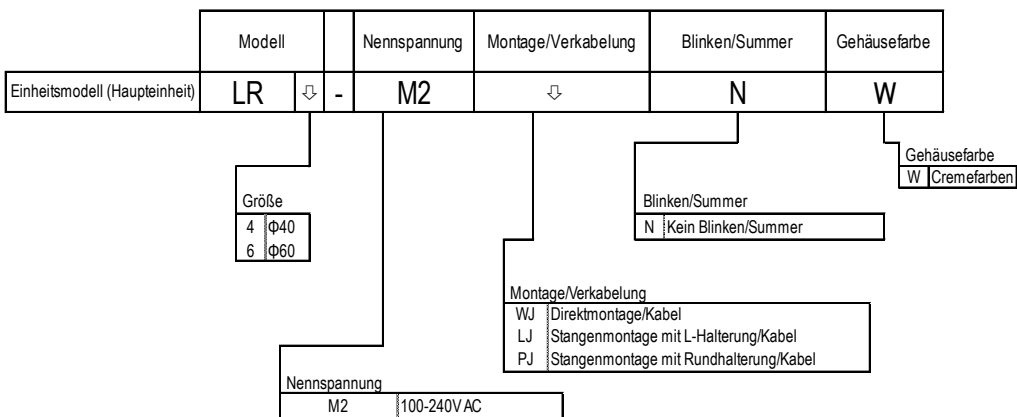 Modell Nennspannung Montage/Verkabelung Blinken/Summer Gehäusefarbe
Einheitsmodell (Haupteinheit) LR ⇩ - M2 ⇩ N W
Gehäusefarbe
W Cremefarben
Größe
4 Φ40
6 Φ60
Blinken/Summer
N Kein Blinken/Summer
Montage/Verkabelung
WJ Direktmontage/Kabel
LJ Stangenmontage mit L-Halterung/Kabel
PJ Stangenmontage mit Rundhalterung/Kabel
Nennspannung
M2 100-240V AC